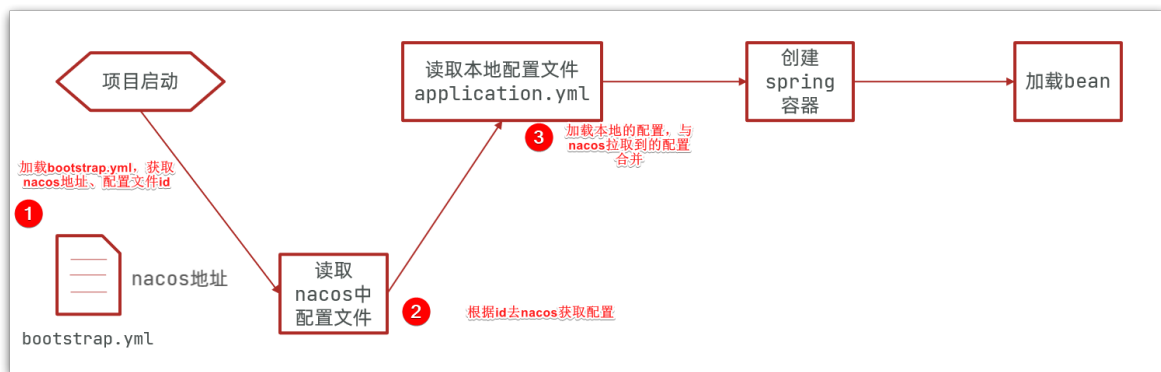 项目启动
读取本地配置文件
application.yml
创建
spring
容器
加载bean
3
加载本地的配置，与
nacos拉取到的配置
合并
加载bootstrap.yml，获取
nacos地址、配置文件id
1
nacos地址
bootstrap.yml
读取
nacos中
配置文件
2
根据id去nacos获取配置